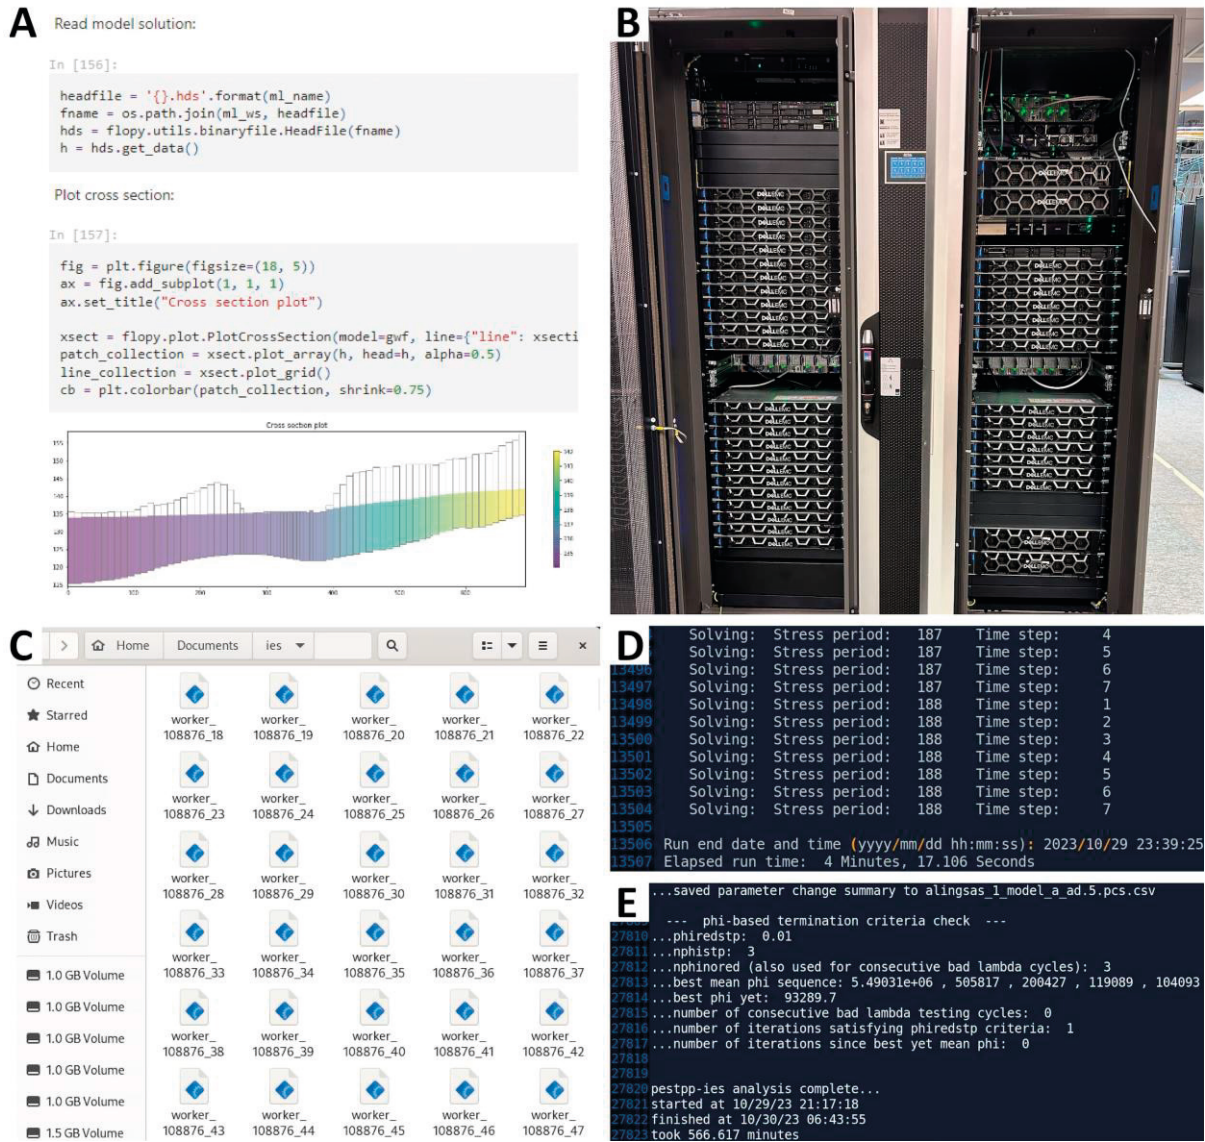 A
Read model solution:
In [156]:
headfile = '{}.hds'.format(ml_name)
fname = os.path.join(ml_ws, headfile)
hds = flopy.utils.binaryfile.HeadFile(fname)
h = hds.get_data()
Plot cross section:
In [157]:
fig = plt.figure(figsize=(18, 5))
ax = fig.add_subplot(1, 1, 1)
ax.set_title("Cross section plot")
xsect = flopy.plot.PlotCrossSection(model=gwf, line={"line": xsecti
patch_collection = xsect.plot_array(h, head=h, alpha=0.5)
line_collection = xsect.plot_grid()
cb = plt.colorbar(patch_collection, shrink=0.75)
Cross section plot
155
150
145
140
135
130
125
120
115
0 100 200 300 400 500 600
B
DELLEMC
C
Home Documents ies
Recent
Starred
Home
Documents
Downloads
Music
Pictures
Videos
Trash
1.0 GB Volume
1.0 GB Volume
1.0 GB Volume
1.0 GB Volume
1.0 GB Volume
1.5 GB Volume
worker_ worker_ worker_ worker_ worker_
108876_18 108876_19 108876_20 108876_21 108876_22
worker_ worker_ worker_ worker_ worker_
108876_23 108876_24 108876_25 108876_26 108876_27
worker_ worker_ worker_ worker_ worker_
108876_28 108876_29 108876_30 108876_31 108876_32
worker_ worker_ worker_ worker_ worker_
108876_33 108876_34 108876_35 108876_36 108876_37
worker_ worker_ worker_ worker_ worker_
108876_38 108876_39 108876_40 108876_41 108876_42
worker_ worker_ worker_ worker_ worker_
108876_43 108876_44 108876_45 108876_46 108876_47
D
Solving: Stress period: 187 Time step: 4
Solving: Stress period: 187 Time step: 5
13496 Solving: Stress period: 187 Time step: 6
13497 Solving: Stress period: 187 Time step: 7
13498 Solving: Stress period: 188 Time step: 1
13499 Solving: Stress period: 188 Time step: 2
13500 Solving: Stress period: 188 Time step: 3
13501 Solving: Stress period: 188 Time step: 4
13502 Solving: Stress period: 188 Time step: 5
13503 Solving: Stress period: 188 Time step: 6
13504 Solving: Stress period: 188 Time step: 7
13505
13506 Run end date and time (yyyy/mm/dd hh:mm:ss): 2023/10/29 23:39:25
13507 Elapsed run time: 4 Minutes, 17.106 Seconds
E
...saved parameter change summary to alingsas_1_model_a_ad.5.pcs.csv
--- phi-based termination criteria check ---
27810 ...phiredstp: 0.01
27811 ...nphistp: 3
27812 ...nphinored (also used for consecutive bad lambda cycles): 3
27813 ...best mean phi sequence: 5.49031e+06 , 505817 , 200427 , 119089 , 104093
27814 ...best phi yet: 93289.7
27815 ...number of consecutive bad lambda testing cycles: 0
27816 ...number of iterations satisfying phiredstp criteria: 1
27817 ...number of iterations since best yet mean phi: 0
27818
27819
27820 pestpp-ies analysis complete...
27821 started at 10/29/23 21:17:18
27822 finished at 10/30/23 06:43:55
27823 took 566.617 minutes